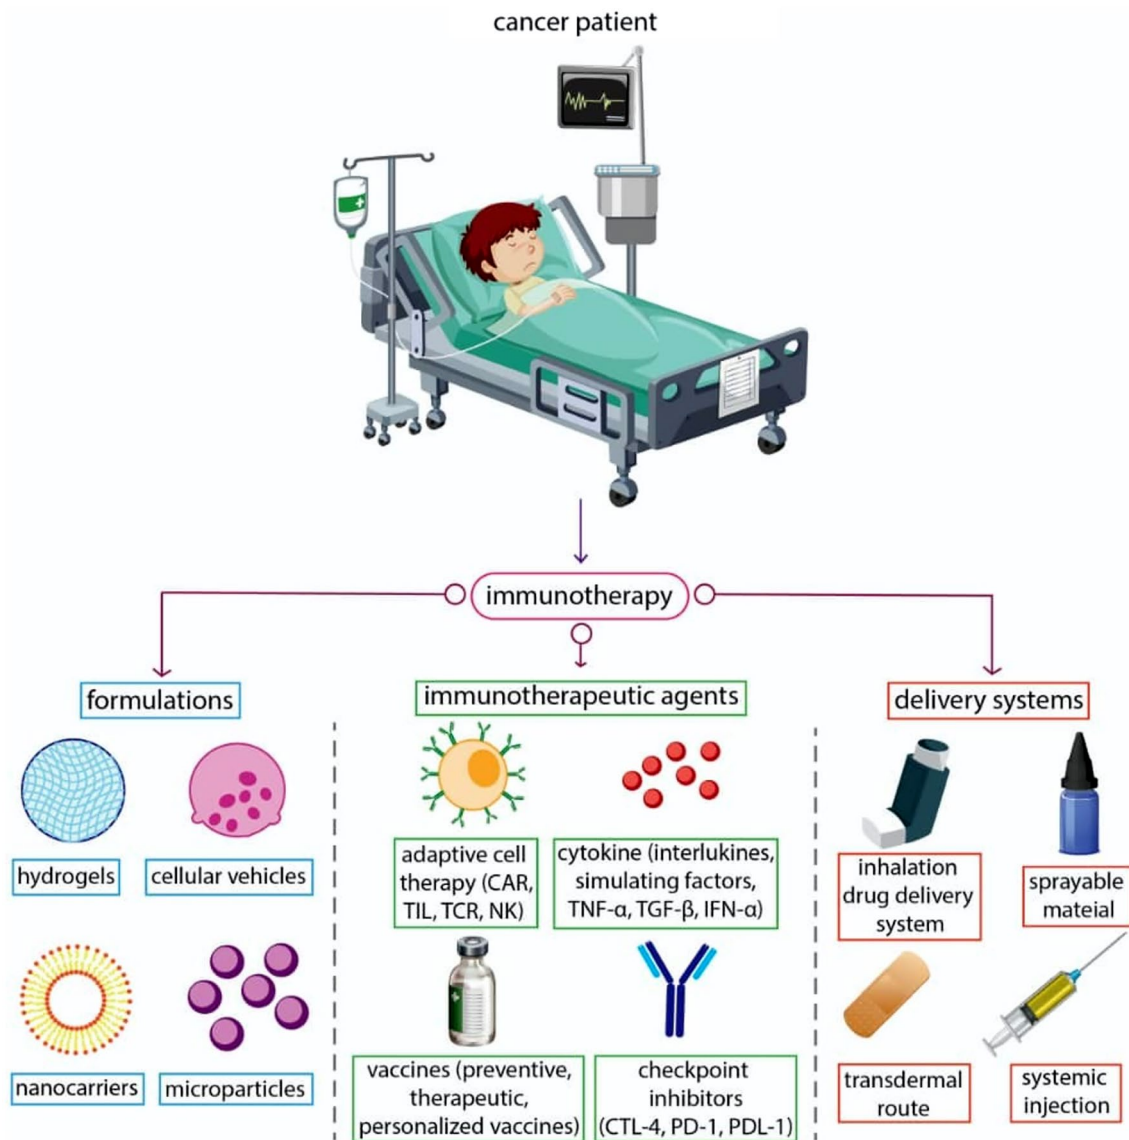 cancer patient
immunotherapy
formulations
immunotherapeutic agents
delivery systems
hydrogels
cellular vehicles
adaptive cell
therapy (CAR,
TIL, TCR, NK)
cytokine (interlukines,
simulating factors,
TNF-α, TGF-β, IFN-α)
inhalation
drug delivery
system
sprayable
mateial
nanocarriers
microparticles
vaccines (preventive,
therapeutic,
personalized vaccines)
checkpoint
inhibitors
(CTL-4, PD-1, PDL-1)
transdermal
route
systemic
injection